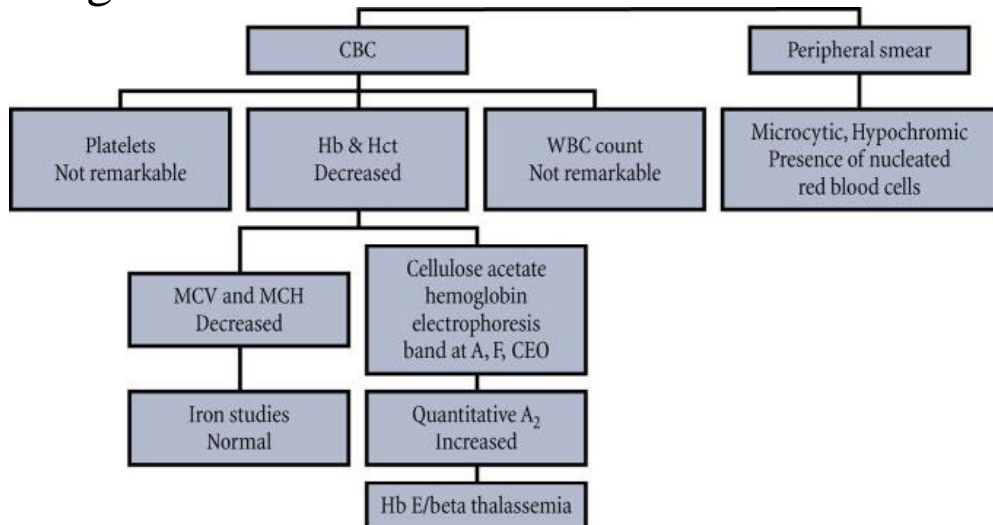 CBC
Peripheral smear
Platelets
Not remarkable
Hb & Hct
Decreased
WBC count
Not remarkable
Microcytic, Hypochromic
Presence of nucleated
red blood cells
MCV and MCH
Decreased
Cellulose acetate
hemoglobin
electrophoresis
band at A, F, CEO
Iron studies
Normal
Quantitative A₂
Increased
Hb E/beta thalassemia